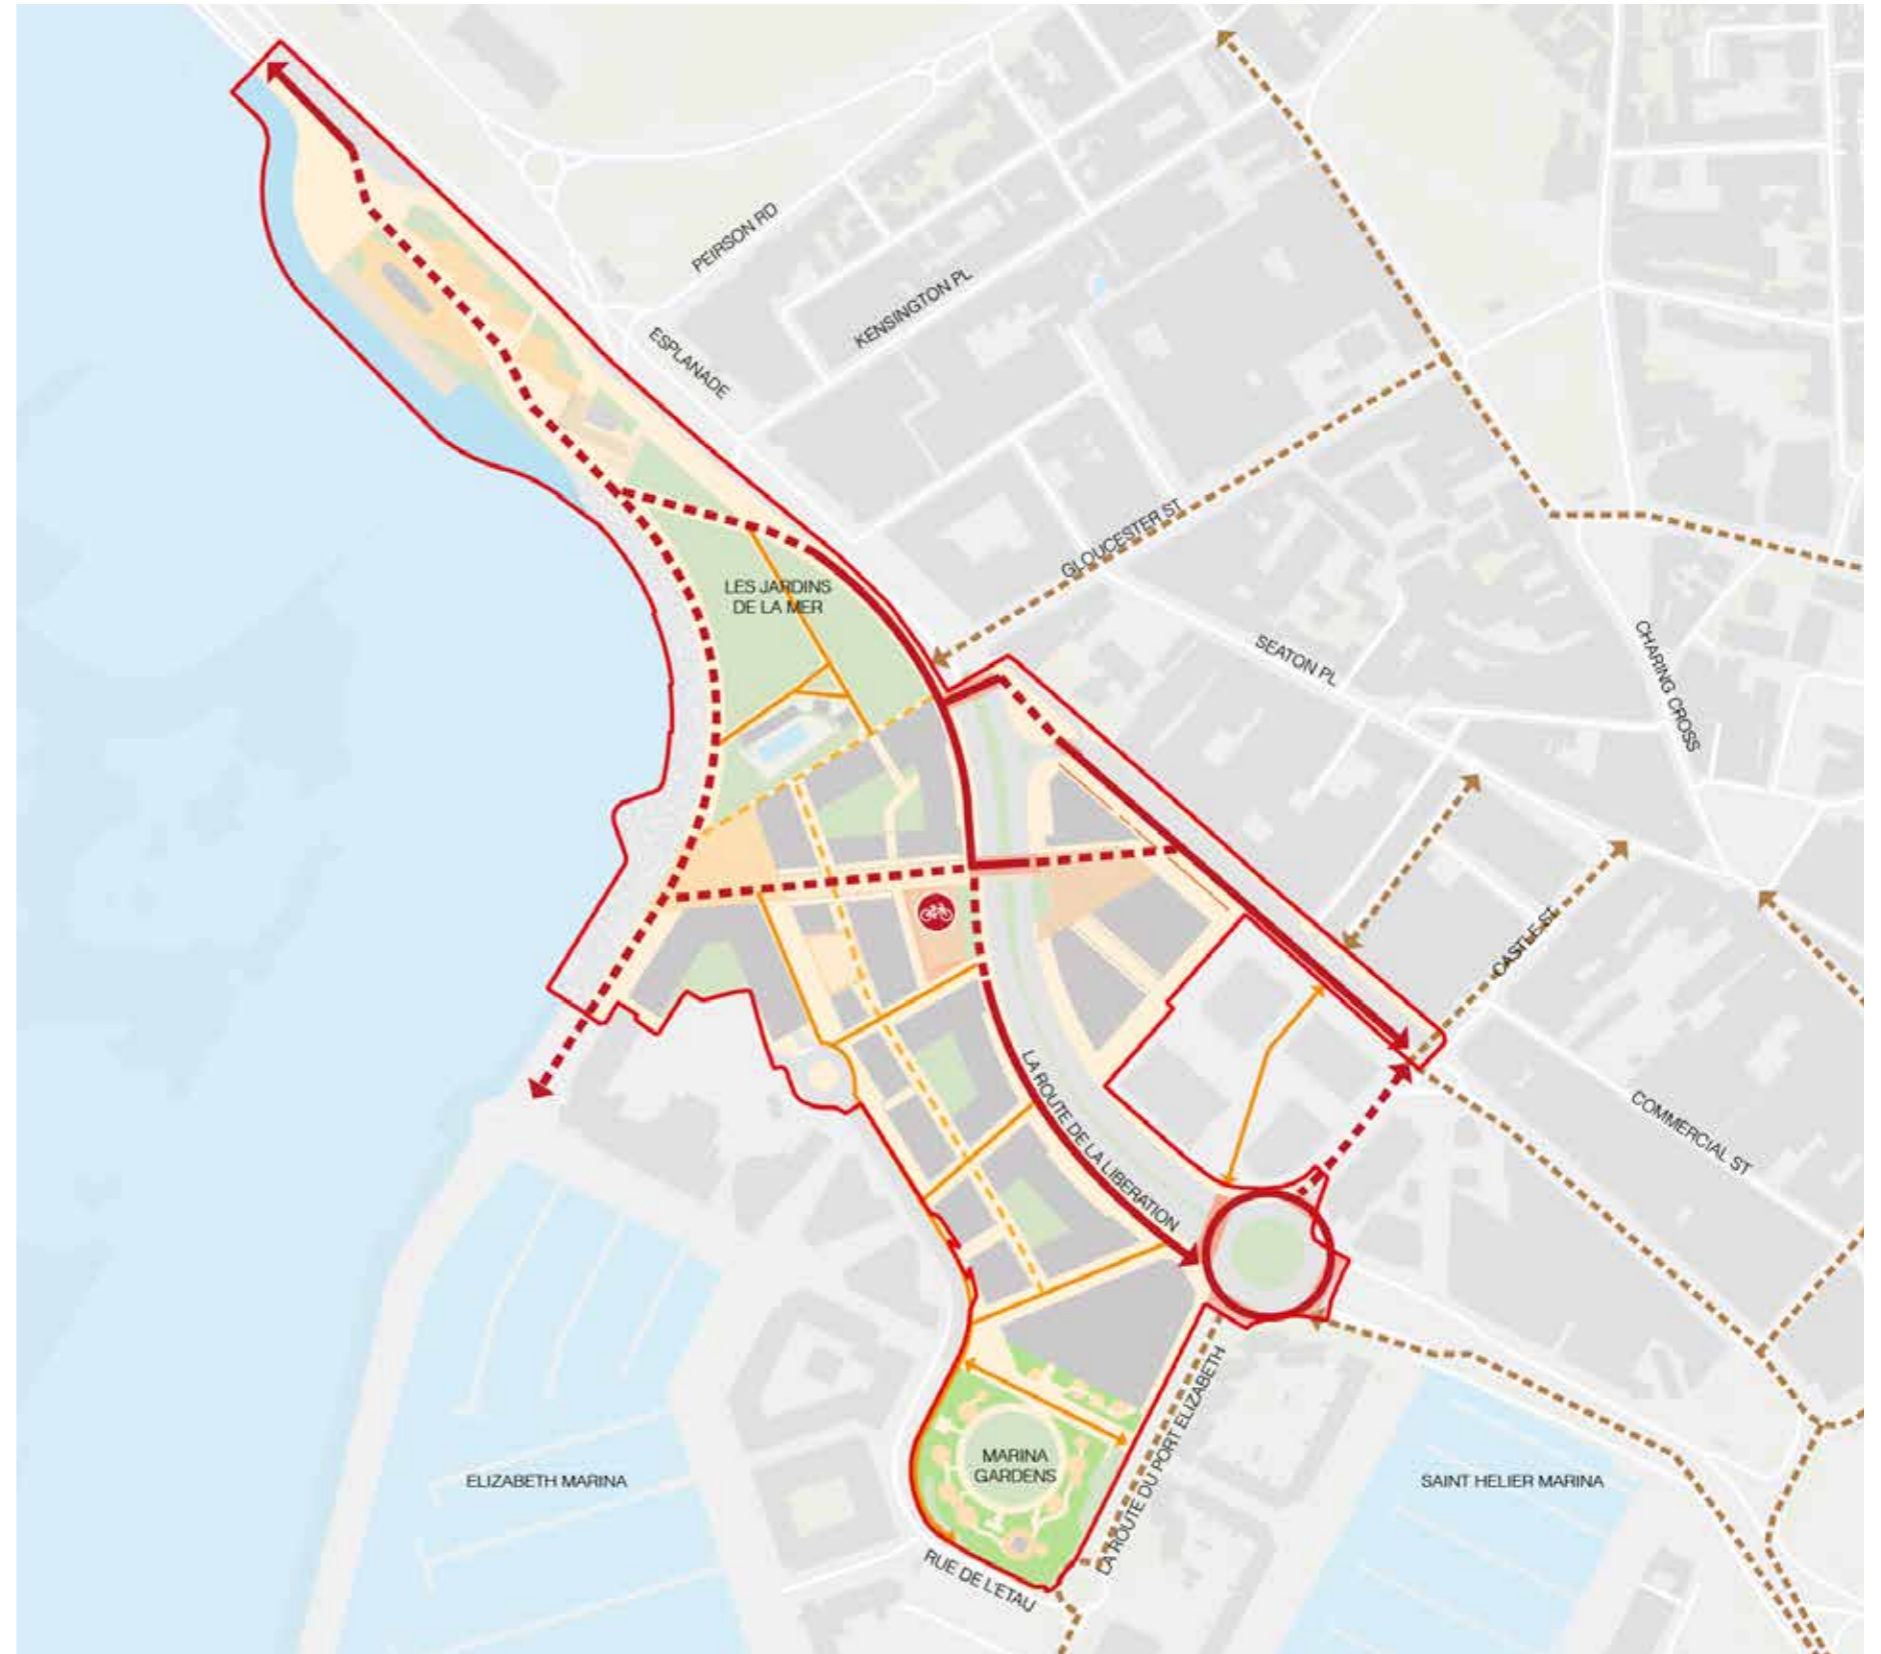 PEIRSON RD
KENSINGTON PL
ESPLANADE
GLOUCESTER ST
LES JARDINS
DE LA MER
SEATON PL
CHARING CROSS
CASTLE ST
LA ROUTE DE LA LIBERATION
COMMERCIAL ST
LA ROUTE DU PORT ELIZABETH
MARINA
GARDENS
ELIZABETH MARINA
SAINT HELIER MARINA
RUE DE L'ETAU